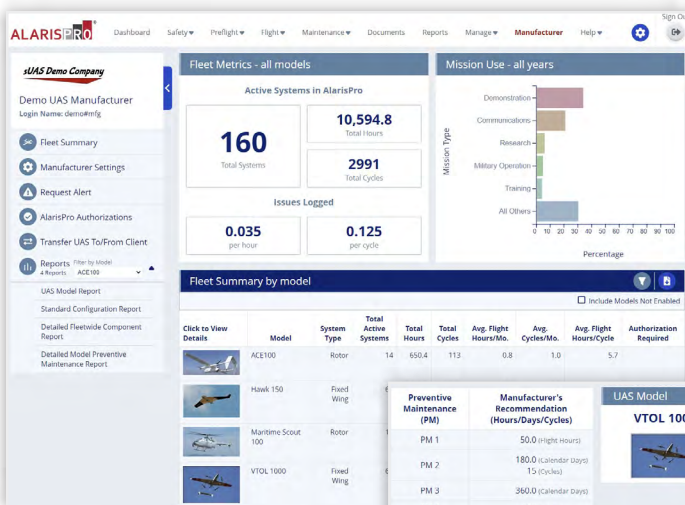 Sign Ou
ALARISPRO®
Dashboard
Safety
Preflight
Flight
Maintenance
Documents
Reports
Manage
Manufacturer
Help
sUAS Demo Company
Demo UAS Manufacturer
Login Name: demo#mfg
Fleet Summary
Manufacturer Settings
Request Alert
AlarisPro Authorizations
Transfer UAS To/From Client
Reports Filter by Model
4 Reports ACE100
UAS Model Report
Standard Configuration Report
Detailed Fleetwide Component
Report
Detailed Model Preventive
Maintenance Report
Fleet Metrics - all models
Active Systems in AlarisPro
160
Total Systems
10,594.8
Total Hours
2991
Total Cycles
Issues Logged
0.035
per hour
0.125
per cycle
Mission Use - all years
Mission Type
Demonstration
Communications
Research
Military Operation
Training
All Others
0 10 20 30 40 50 60 70 80 90 100
Percentage
Fleet Summary by model
Include Models Not Enabled
Click to View
Details
Model
System
Type
Total
Active
Systems
Total
Hours
Total
Cycles
Avg. Flight
Hours/Mo.
Avg.
Cycles/Mo.
Avg. Flight
Hours/Cycle
Authorization
Required
ACE100 Rotor 14 650.4 113 0.8 1.0 5.7
Hawk 150 Fixed
Wing
Maritime Scout
100 Rotor
VTOL 1000 Fixed
Wing
Preventive
Maintenance
(PM)
Manufacturer's
Recommendation
(Hours/Days/Cycles)
PM 1 50.0 (Flight Hours)
PM 2 180.0 (Calendar Days)
15 (Cycles)
PM 3 360.0 (Calendar Days)
UAS Model
VTOL 100